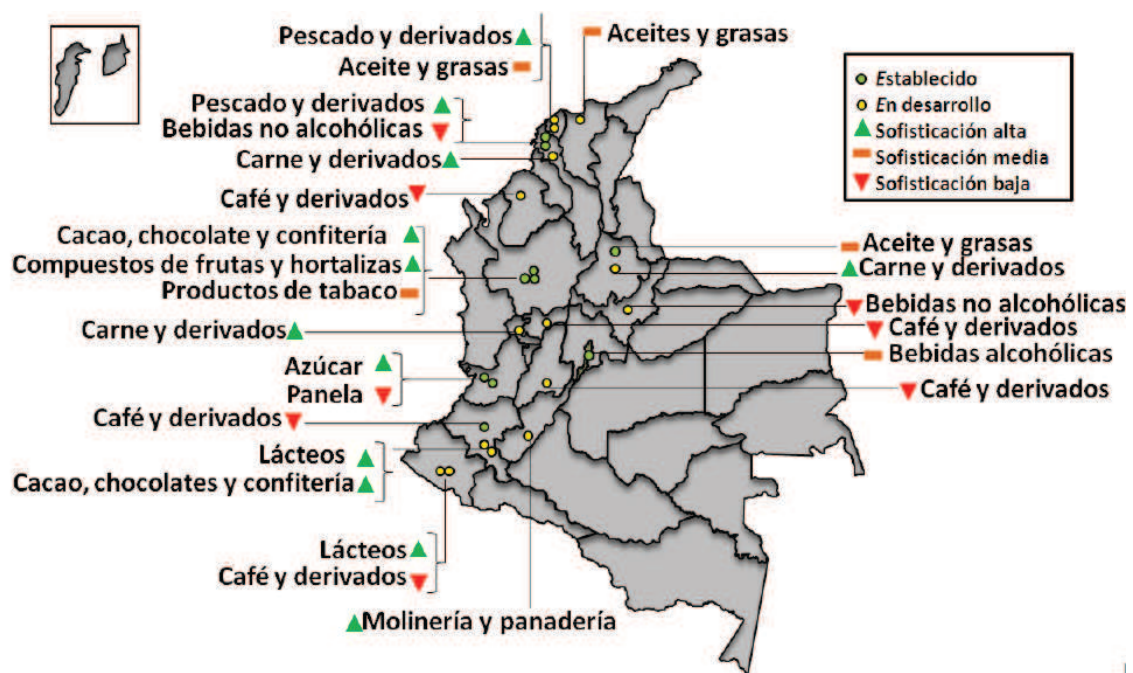 Pescado y derivados
Aceite y grasas
Aceites y grasas
Pescado y derivados
Bebidas no alcohólicas
Carne y derivados
Café y derivados
Cacao, chocolate y confitería
Compuestos de frutas y hortalizas
Productos de tabaco
Carne y derivados
Azúcar
Panela
Café y derivados
Lácteos
Cacao, chocolates y confitería
Lácteos
Café y derivados
Molinería y panadería
Establecido
En desarrollo
Sofisticación alta
Sofisticación media
Sofisticación baja
Aceite y grasas
Carne y derivados
Bebidas no alcohólicas
Café y derivados
Bebidas alcohólicas
Café y derivados